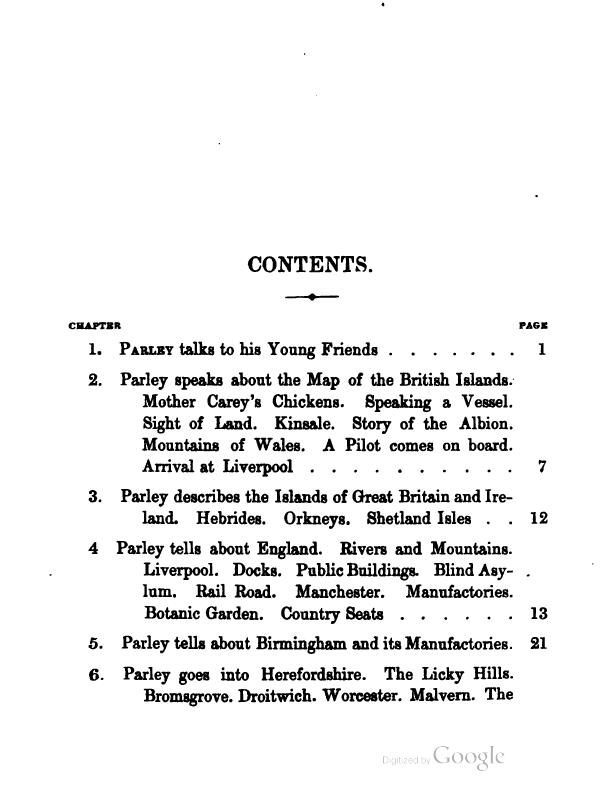 CONTENTS.
CHAPTER PAGE
1. PARLEY talks to his Young Friends . . . . . . . 1
2. Parley speaks about the Map of the British Islands.
Mother Carey's Chickens. Speaking a Vessel.
Sight of Land. Kinsale. Story of the Albion.
Mountains of Wales. A Pilot comes on board.
Arrival at Liverpool . . . . . . . . . . 7
3. Parley describes the Islands of Great Britain and Ire-
land. Hebrides. Orkneys. Shetland Isles . . 12
4 Parley tells about England. Rivers and Mountains.
Liverpool. Docks. Public Buildings. Blind Asy-
lum. Rail Road. Manchester. Manufactories.
Botanic Garden. Country Seats . . . . . . 13
5. Parley tells about Birmingham and its Manufactories. 21
6. Parley goes into Herefordshire. The Licky Hills.
Bromsgrove. Droitwich. Worcester. Malvern. The
Digitized by Google